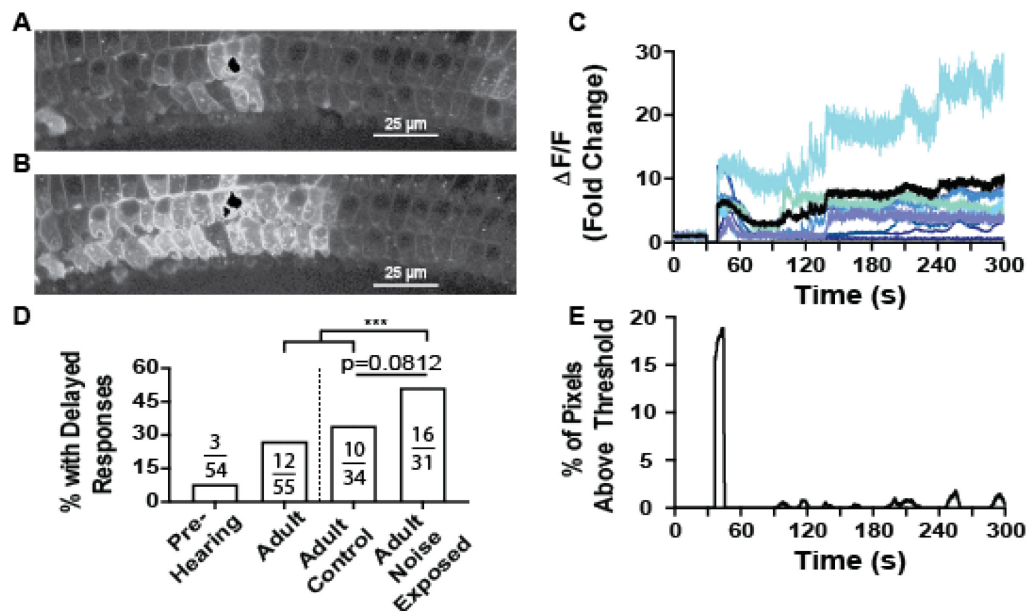 A
25 µm
B
25 µm
C
ΔF/F
(Fold Change)
30
20
10
0
0
60
120
180
240
300
Time (s)
D
% with Delayed
Responses
60
45
30
15
0
***
p=0.0812
3
54
12
55
10
34
16
31
Pre-
Hearing
Adult
Adult
Control
Adult
Noise
Exposed
E
% of Pixels
Above Threshold
20
15
10
5
0
0
60
120
180
240
300
Time (s)